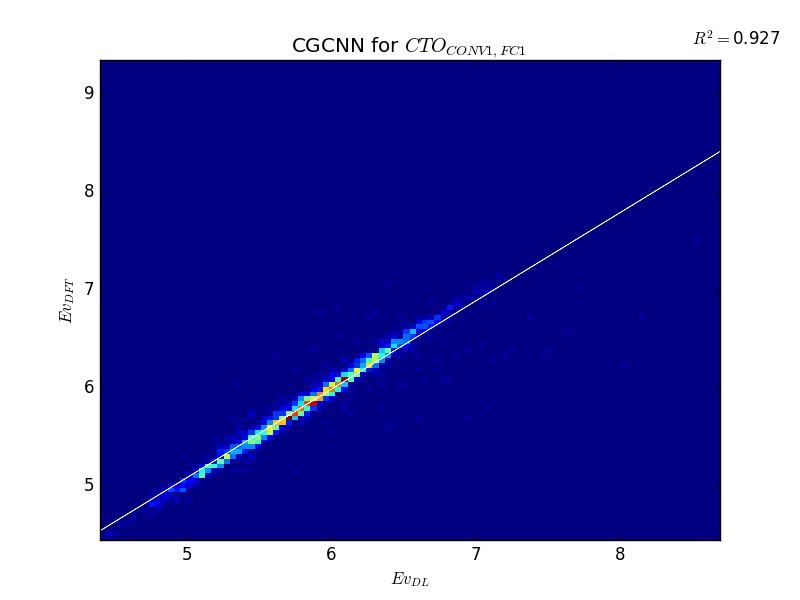 CGCNN for CTO_{CONV1, FC1}
R^2 = 0.927
9
8
7
6
5
Ev_{DFT}
5 6 7 8
Ev_{DL}